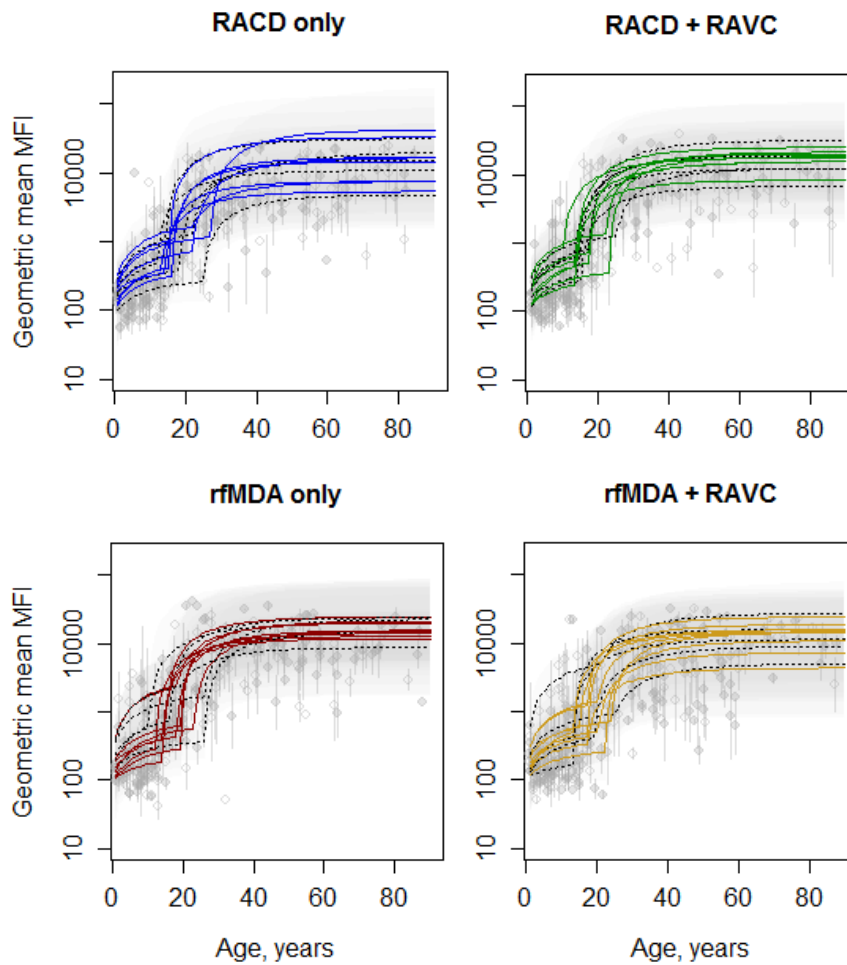 RACD only
RACD + RAVC
Geometric mean MFI
10000
100
10
0 20 40 60 80
10000
100
10
0 20 40 60 80
rfMDA only
rfMDA + RAVC
Geometric mean MFI
10000
100
10
0 20 40 60 80
10000
100
10
0 20 40 60 80
Age, years
Age, years